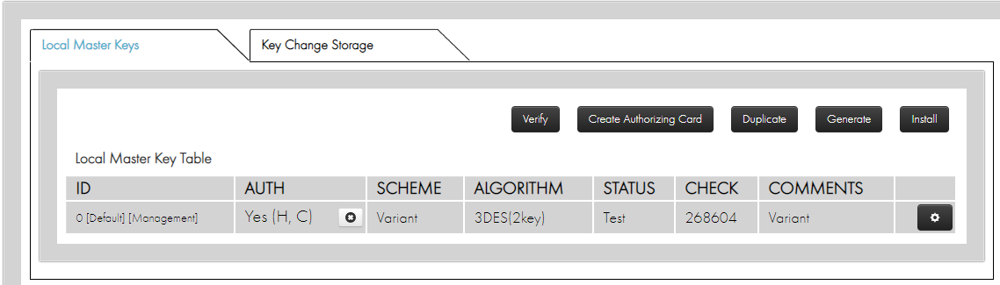 Local Master Keys Key Change Storage
Verify Create Authorizing Card Duplicate Generate Install
Local Master Key Table
ID AUTH SCHEME ALGORITHM STATUS CHECK COMMENTS
0 [Default] [Management] Yes (H, C) Variant 3DES(2key) Test 268604 Variant